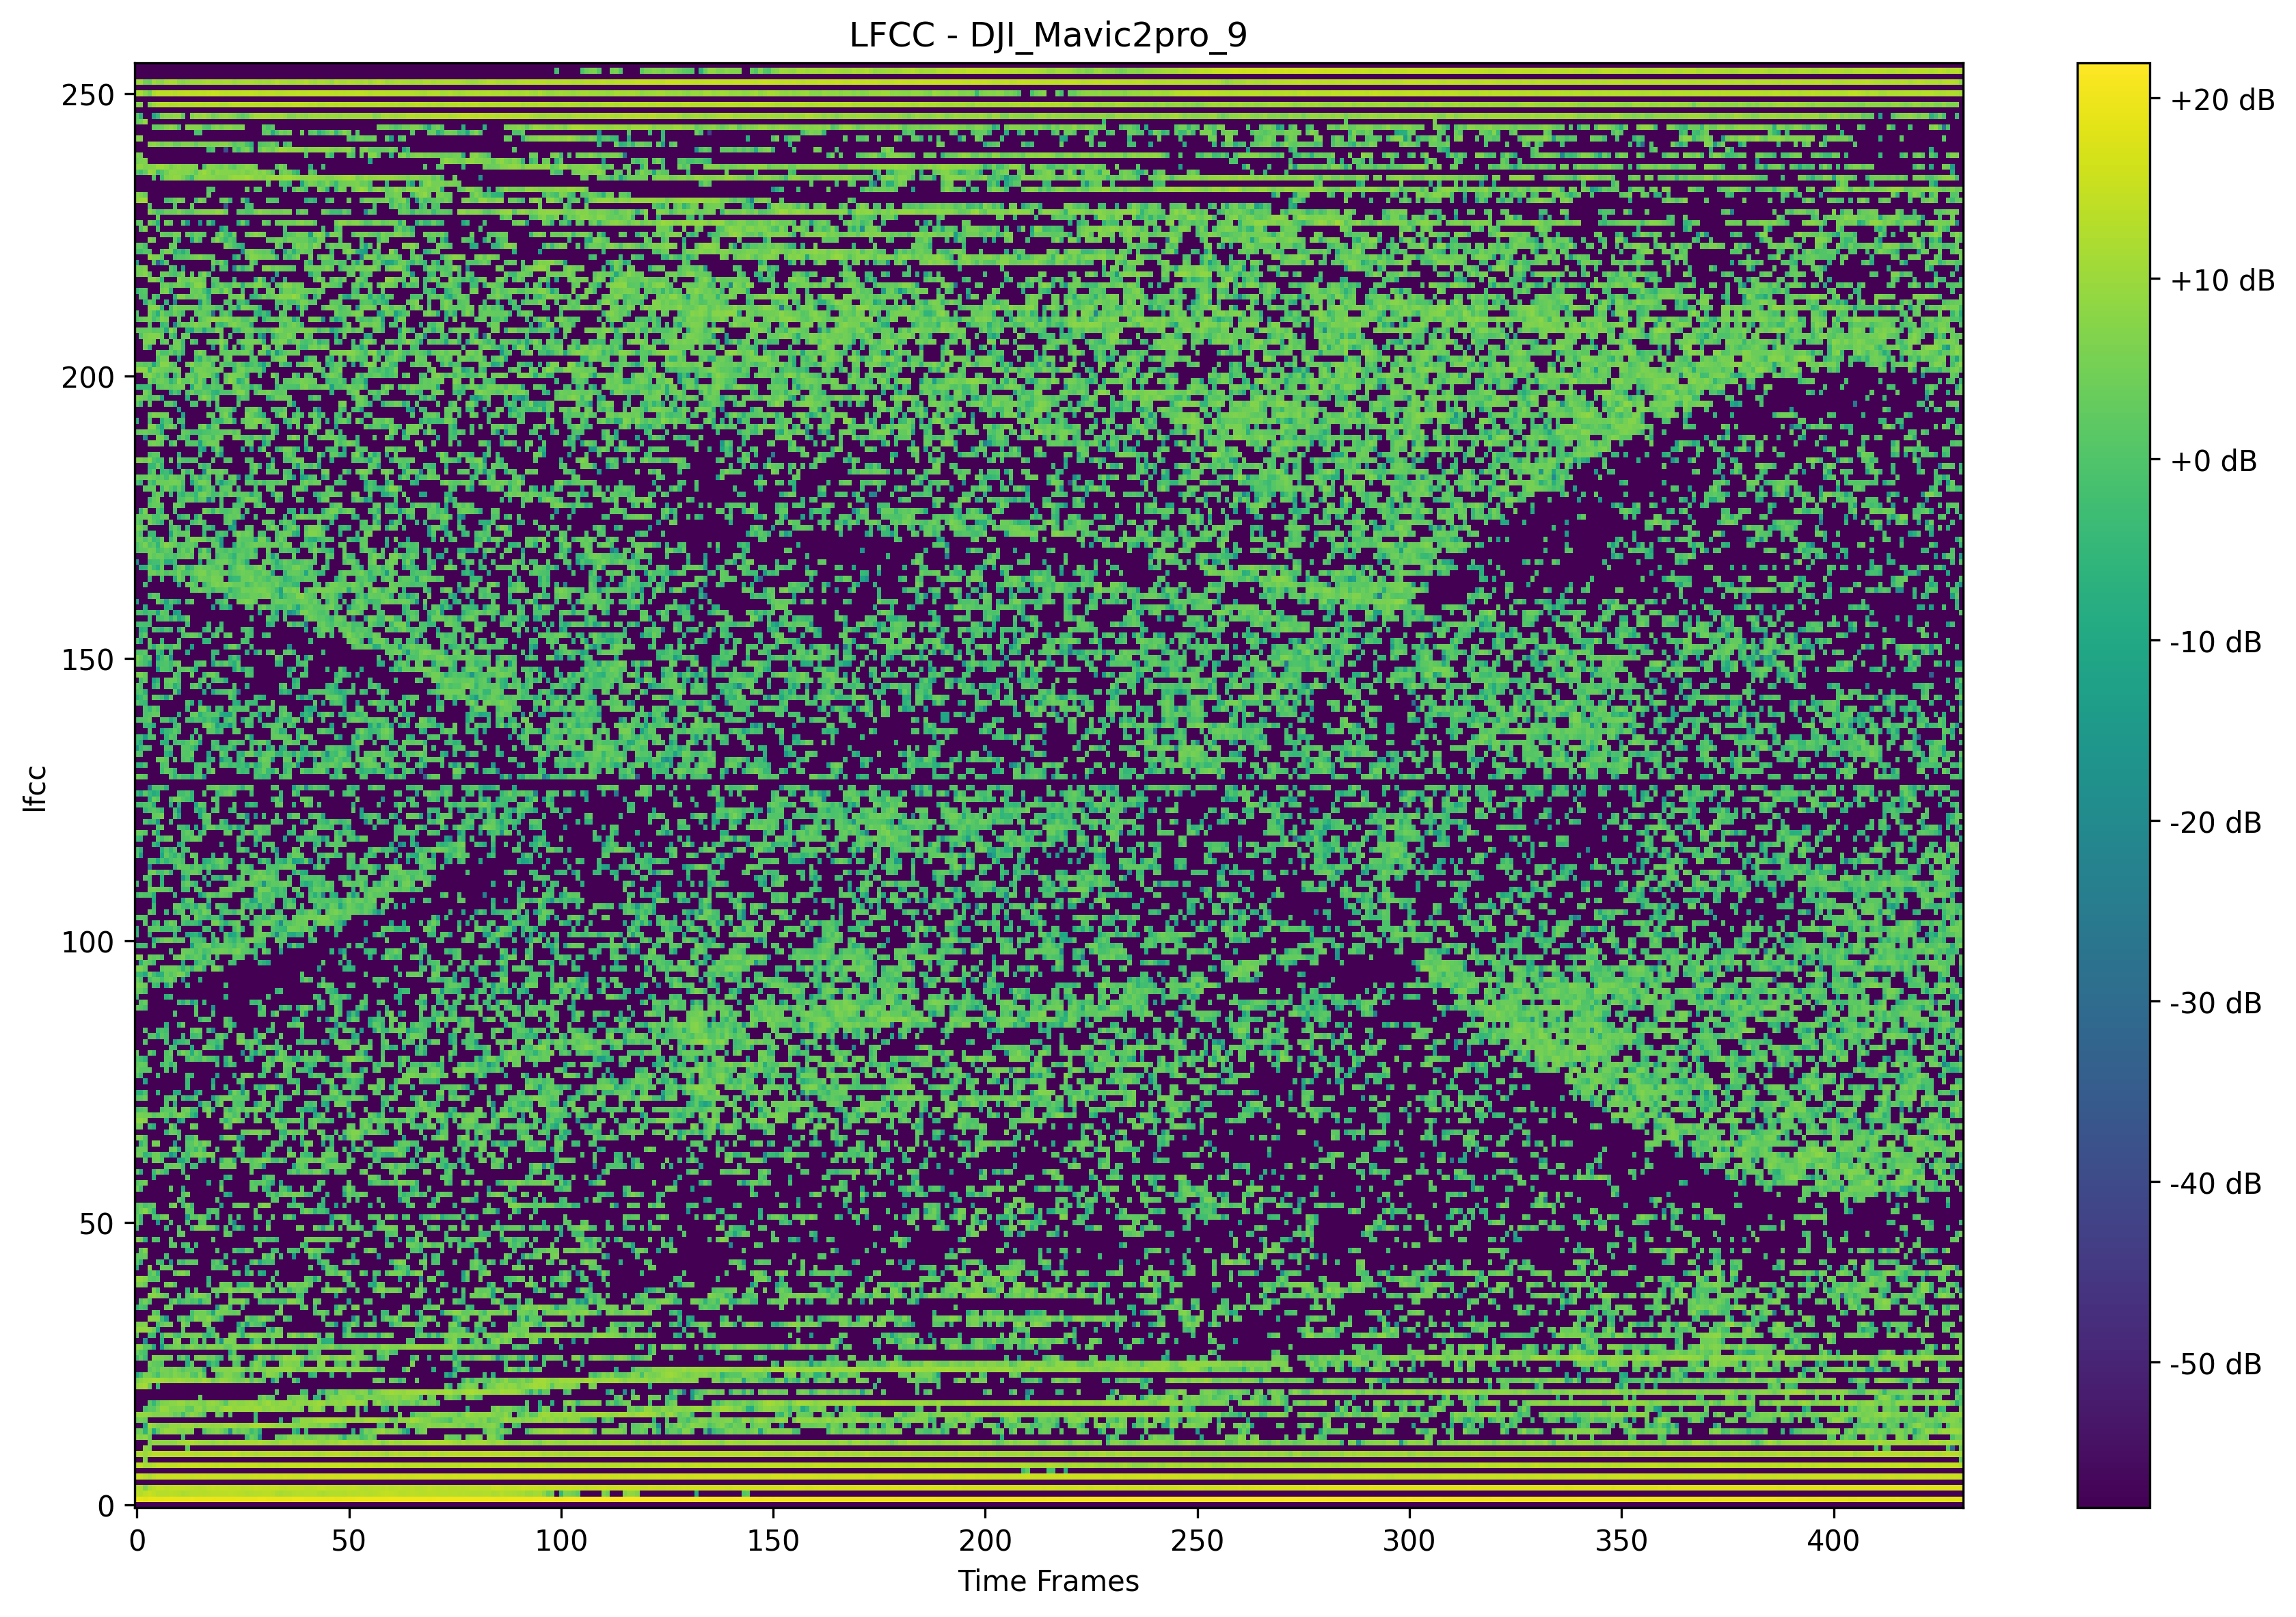 LFCC - DJI_Mavic2pro_9
250
200
150
100
50
0
lfcc
0 50 100 150 200 250 300 350 400
Time Frames
+20 dB
+10 dB
+0 dB
-10 dB
-20 dB
-30 dB
-40 dB
-50 dB